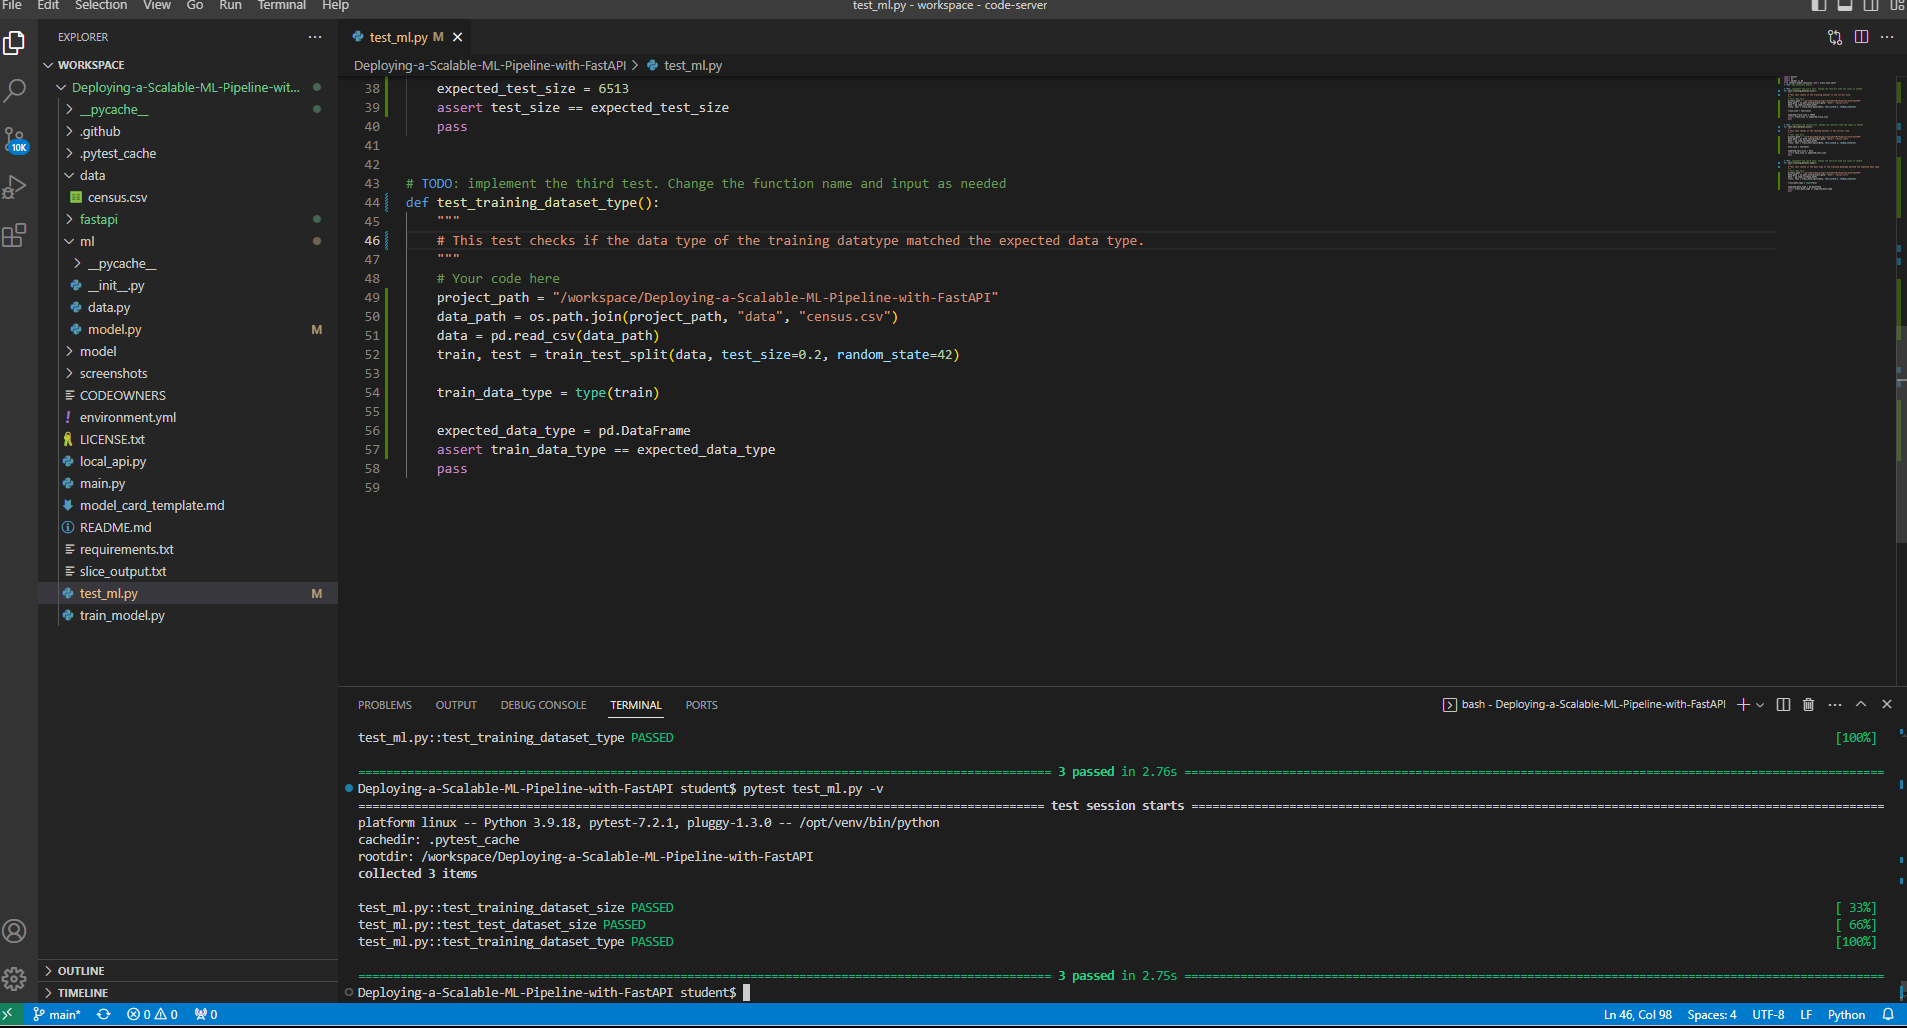 File Edit Selection View Go Run Terminal Help
test_ml.py - workspace - code-server
EXPLORER
WORKSPACE
Deploying-a-Scalable-ML-Pipeline-wit...
__pycache__
.github
.pytest_cache
data
census.csv
fastapi
ml
__pycache__
__init__.py
data.py
model.py M
model
screenshots
CODEOWNERS
environment.yml
LICENSE.txt
local_api.py
main.py
model_card_template.md
README.md
requirements.txt
slice_output.txt
test_ml.py M
train_model.py
OUTLINE
TIMELINE
10K
test_ml.py M
Deploying-a-Scalable-ML-Pipeline-with-FastAPI > test_ml.py
38 expected_test_size = 6513
39 assert test_size == expected_test_size
40 pass
41
42
43 # TODO: implement the third test. Change the function name and input as needed
44 def test_training_dataset_type():
45 """
46 # This test checks if the data type of the training datatype matched the expected data type.
47 """
48 # Your code here
49 project_path = "/workspace/Deploying-a-Scalable-ML-Pipeline-with-FastAPI"
50 data_path = os.path.join(project_path, "data", "census.csv")
51 data = pd.read_csv(data_path)
52 train, test = train_test_split(data, test_size=0.2, random_state=42)
53
54 train_data_type = type(train)
55
56 expected_data_type = pd.DataFrame
57 assert train_data_type == expected_data_type
58 pass
59
PROBLEMS OUTPUT DEBUG CONSOLE TERMINAL PORTS
bash - Deploying-a-Scalable-ML-Pipeline-with-FastAPI
test_ml.py::test_training_dataset_type PASSED [100%]
3 passed in 2.76s
Deploying-a-Scalable-ML-Pipeline-with-FastAPI student$ pytest test_ml.py -v
test session starts
platform linux -- Python 3.9.18, pytest-7.2.1, pluggy-1.3.0 -- /opt/venv/bin/python
cachedir: .pytest_cache
rootdir: /workspace/Deploying-a-Scalable-ML-Pipeline-with-FastAPI
collected 3 items
test_ml.py::test_training_dataset_size PASSED [ 33%]
test_ml.py::test_test_dataset_size PASSED [ 66%]
test_ml.py::test_training_dataset_type PASSED [100%]
3 passed in 2.75s
Deploying-a-Scalable-ML-Pipeline-with-FastAPI student$
main* 0 0 0
Ln 46, Col 98 Spaces: 4 UTF-8 LF Python